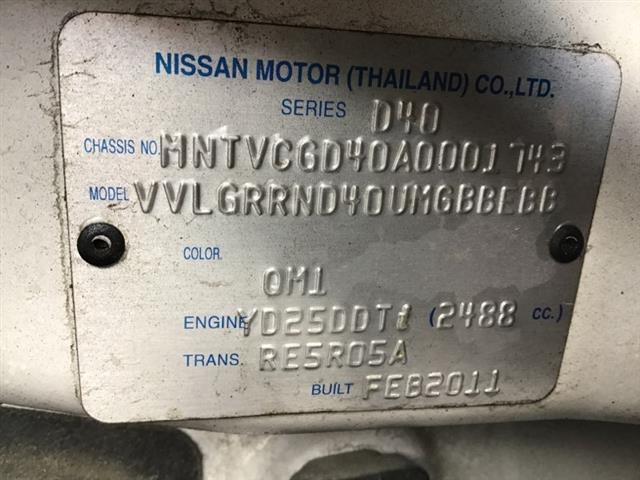 NISSAN MOTOR (THAILAND) CO.,LTD.
SERIES D40
CHASSIS NO. MNTVCGD40A0001743
MODEL VVLGRRND40UMGBBEBB
COLOR
QM1
ENGINE YD25DDTi (2488 CC.)
TRANS. RE5R05A
BUILT FEB2011